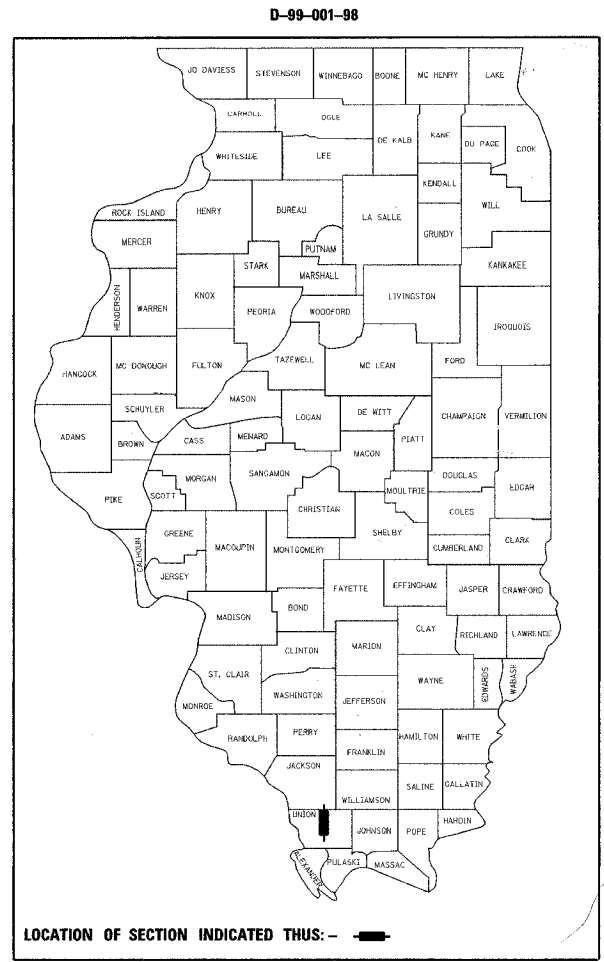 D-99-001-98
JO DAVIESS STEVENSON WINNEBAGO BOONE MC HENRY LAKE
CARROLL OGLE
DE KALB KANE DU PAGE COOK
WHITESIDE LEE
KENDALL
ROCK ISLAND HENRY BUREAU LA SALLE WILL
MERCER PUTNAM GRUNDY
STARK MARSHALL KANKAKEE
HENDERSON WARREN KNOX LIVINGSTON
PEORIA WOODFORD IROQUOIS
HANCOCK MC DONOUGH FULTON TAZEWELL MC LEAN FORD
MASON
SCHUYLER LOGAN DE WITT CHAMPAIGN VERMILION
ADAMS BROWN CASS MENARD PIATT
MACON
PIKE SCOTT MORGAN SANGAMON MOULTRIE DOUGLAS EDGAR
CHRISTIAN COLES
CALHOUN GREENE MACOUPIN MONTGOMERY SHELBY CUMBERLAND CLARK
JERSEY
FAYETTE EFFINGHAM JASPER CRAWFORD
MADISON BOND
CLAY RICHLAND LAWRENCE
CLINTON MARION
ST. CLAIR WAYNE EDWARDS WABASH
MONROE WASHINGTON JEFFERSON
RANDOLPH PERRY HAMILTON WHITE
FRANKLIN
JACKSON
SALINE GALLATIN
WILLIAMSON
UNION JOHNSON POPE HARDIN
ALEXANDER PULASKI MASSAC
LOCATION OF SECTION INDICATED THUS: -